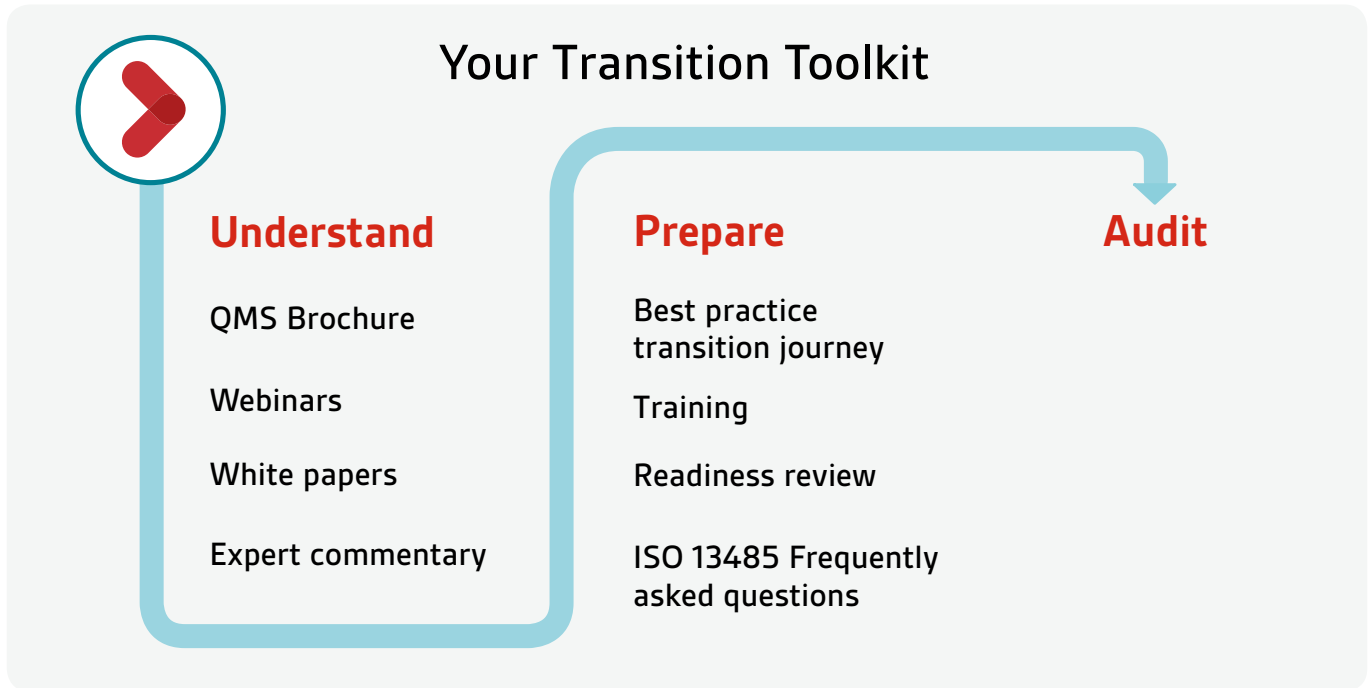 Your Transition Toolkit
Understand
QMS Brochure
Webinars
White papers
Expert commentary
Prepare
Best practice
transition journey
Training
Readiness review
ISO 13485 Frequently
asked questions
Audit